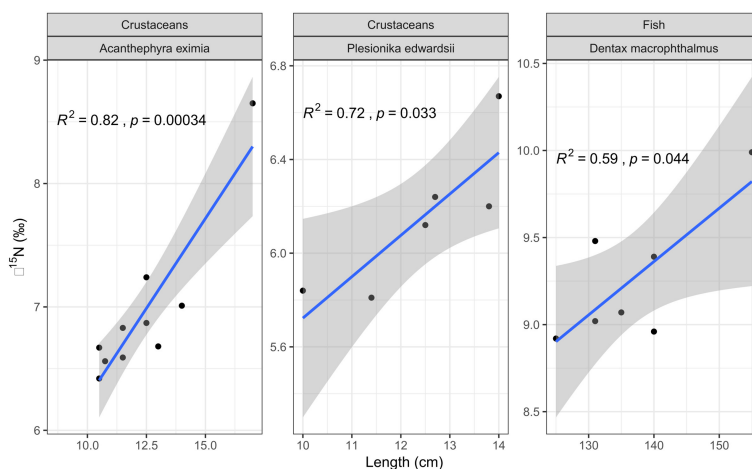 Crustaceans
Acanthephyra eximia
Crustaceans
Plesionika edwardsii
Fish
Dentax macrophthalmus
R² = 0.82 , p = 0.00034
R² = 0.72 , p = 0.033
R² = 0.59 , p = 0.044
9
8
7
6
6.8
6.4
6.0
5.6
10.5
10.0
9.5
9.0
8.5
□¹⁵N (‰)
10.0 12.5 15.0
10 11 12 13 14
130 140 150
Length (cm)